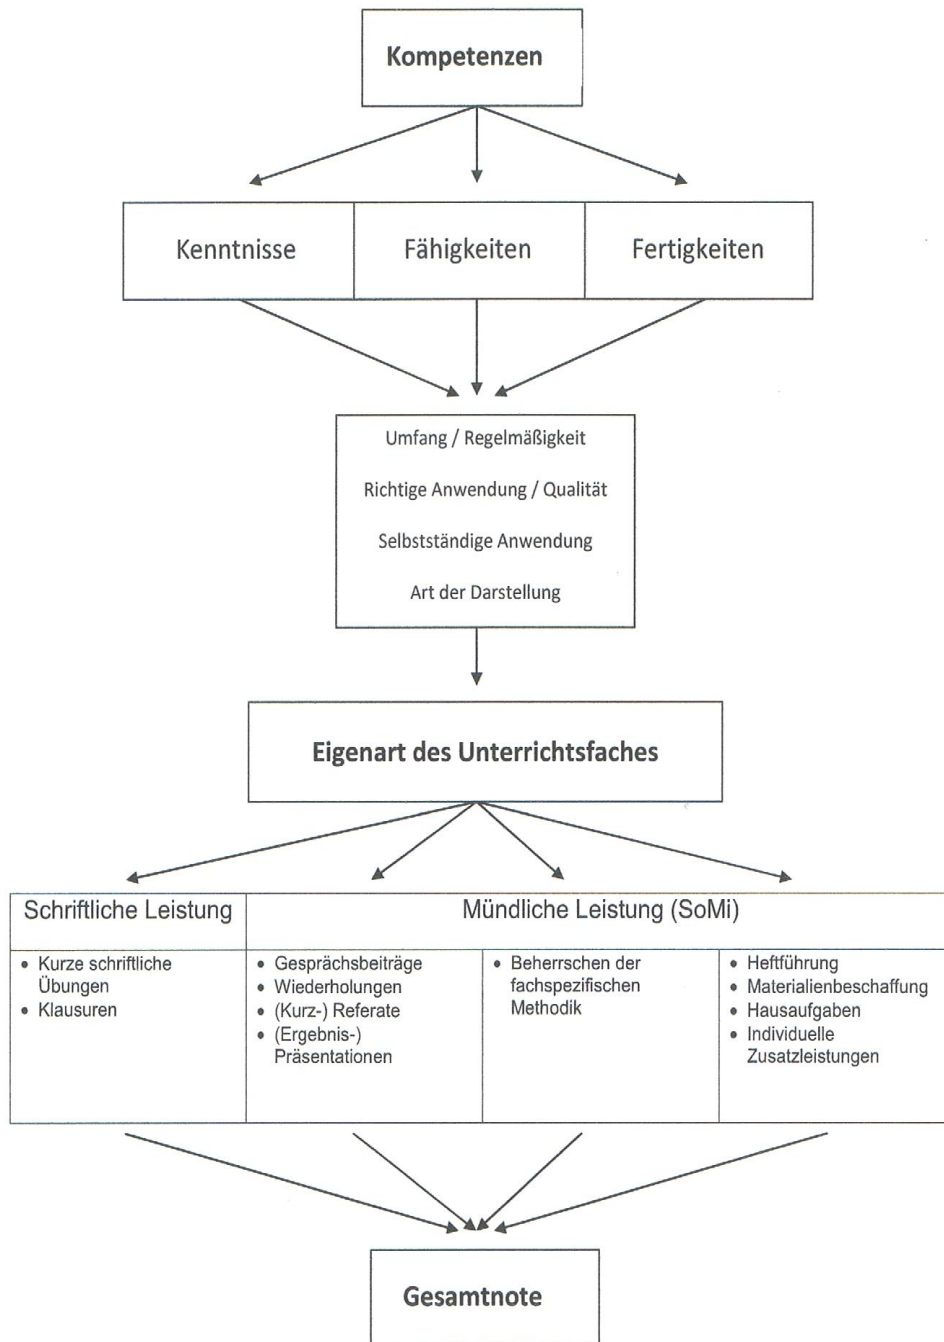 Kompetenzen
Kenntnisse
Fähigkeiten
Fertigkeiten
Umfang / Regelmäßigkeit
Richtige Anwendung / Qualität
Selbstständige Anwendung
Art der Darstellung
Eigenart des Unterrichtsfaches
Schriftliche Leistung
Mündliche Leistung (SoMi)
• Kurze schriftliche
Übungen
• Klausuren
• Gesprächsbeiträge
• Wiederholungen
• (Kurz-) Referate
• (Ergebnis-)
Präsentationen
• Beherrschen der
fachspezifischen
Methodik
• Heftführung
• Materialienbeschaffung
• Hausaufgaben
• Individuelle
Zusatzleistungen
Gesamtnote